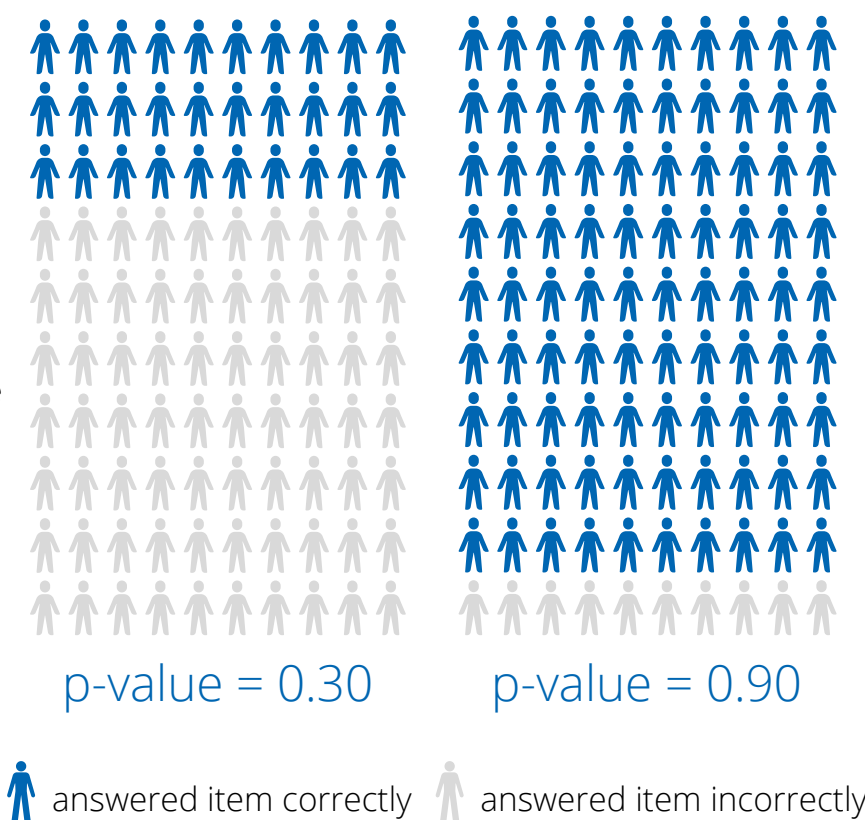 p-value = 0.30
p-value = 0.90
answered item correctly
answered item incorrectly